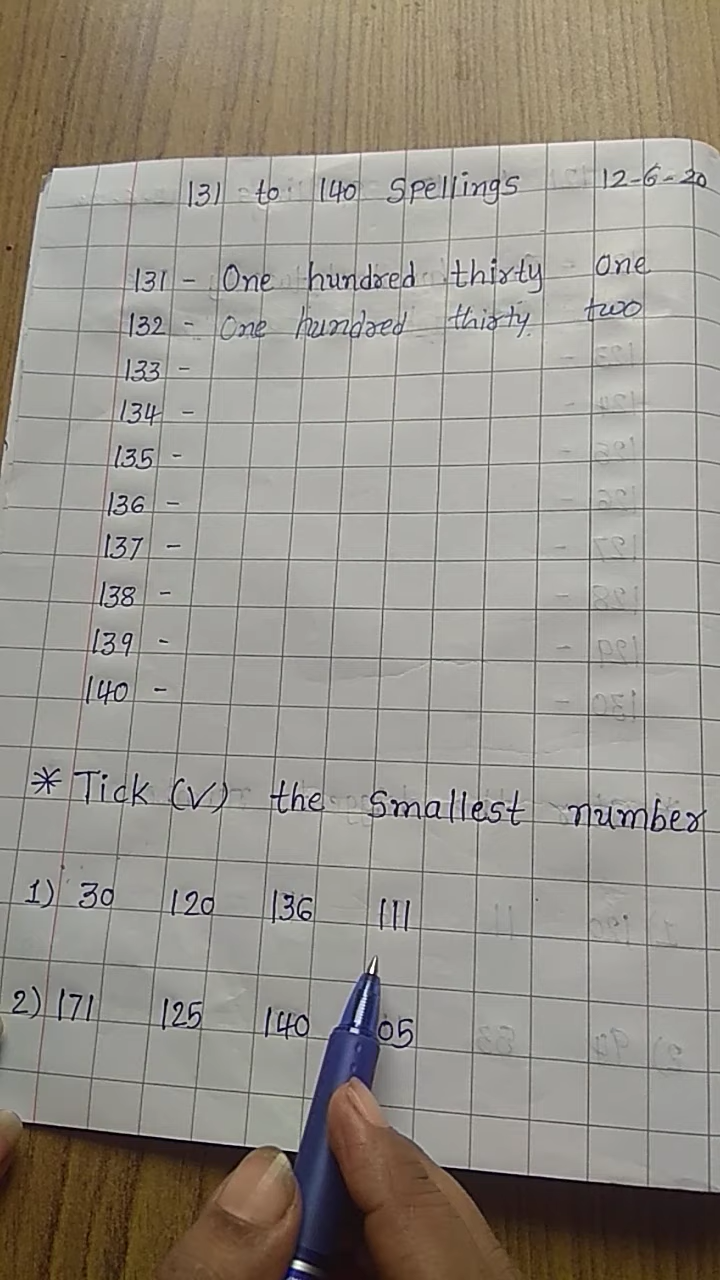 131 to 140 Spellings 12-6-20
131 - One hundred thirty one
132 - One hundred thirty two
133 -
134 -
135 -
136 -
137 -
138 -
139 -
140 -
* Tick (√) the Smallest number
1) 30 120 136 111
2) 171 125 140 05